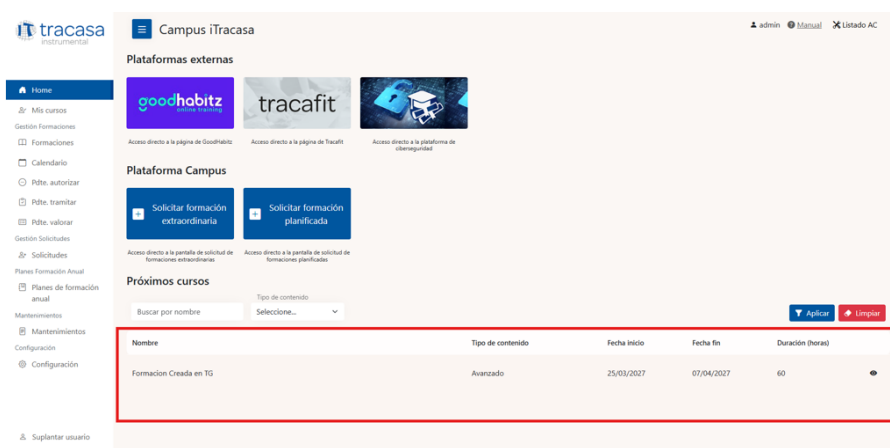 tracasa
instrumental
Campus iTracasa
admin
Manual
Listado AC
Home
Mis cursos
Gestión Formaciones
Formaciones
Calendario
Pdte. autorizar
Pdte. tramitar
Pdte. valorar
Gestión Solicitudes
Solicitudes
Planes Formación Anual
Planes de formación
anual
Mantenimientos
Mantenimientos
Configuración
Configuración
Suplantar usuario
Plataformas externas
goodhabitz
online training
tracafit
Acceso directo a la página de GoodHabitz
Acceso directo a la página de Tracafit
Acceso directo a la plataforma de
ciberseguridad
Plataforma Campus
Solicitar formación
extraordinaria
Solicitar formación
planificada
Acceso directo a la pantalla de solicitud de
formaciones extraordinarias
Acceso directo a la pantalla de solicitud de
formaciones planificadas
Próximos cursos
Tipo de contenido
Buscar por nombre
Seleccione...
Aplicar
Limpiar
Nombre
Tipo de contenido
Fecha inicio
Fecha fin
Duración (horas)
Formacion Creada en TG
Avanzado
25/03/2027
07/04/2027
60